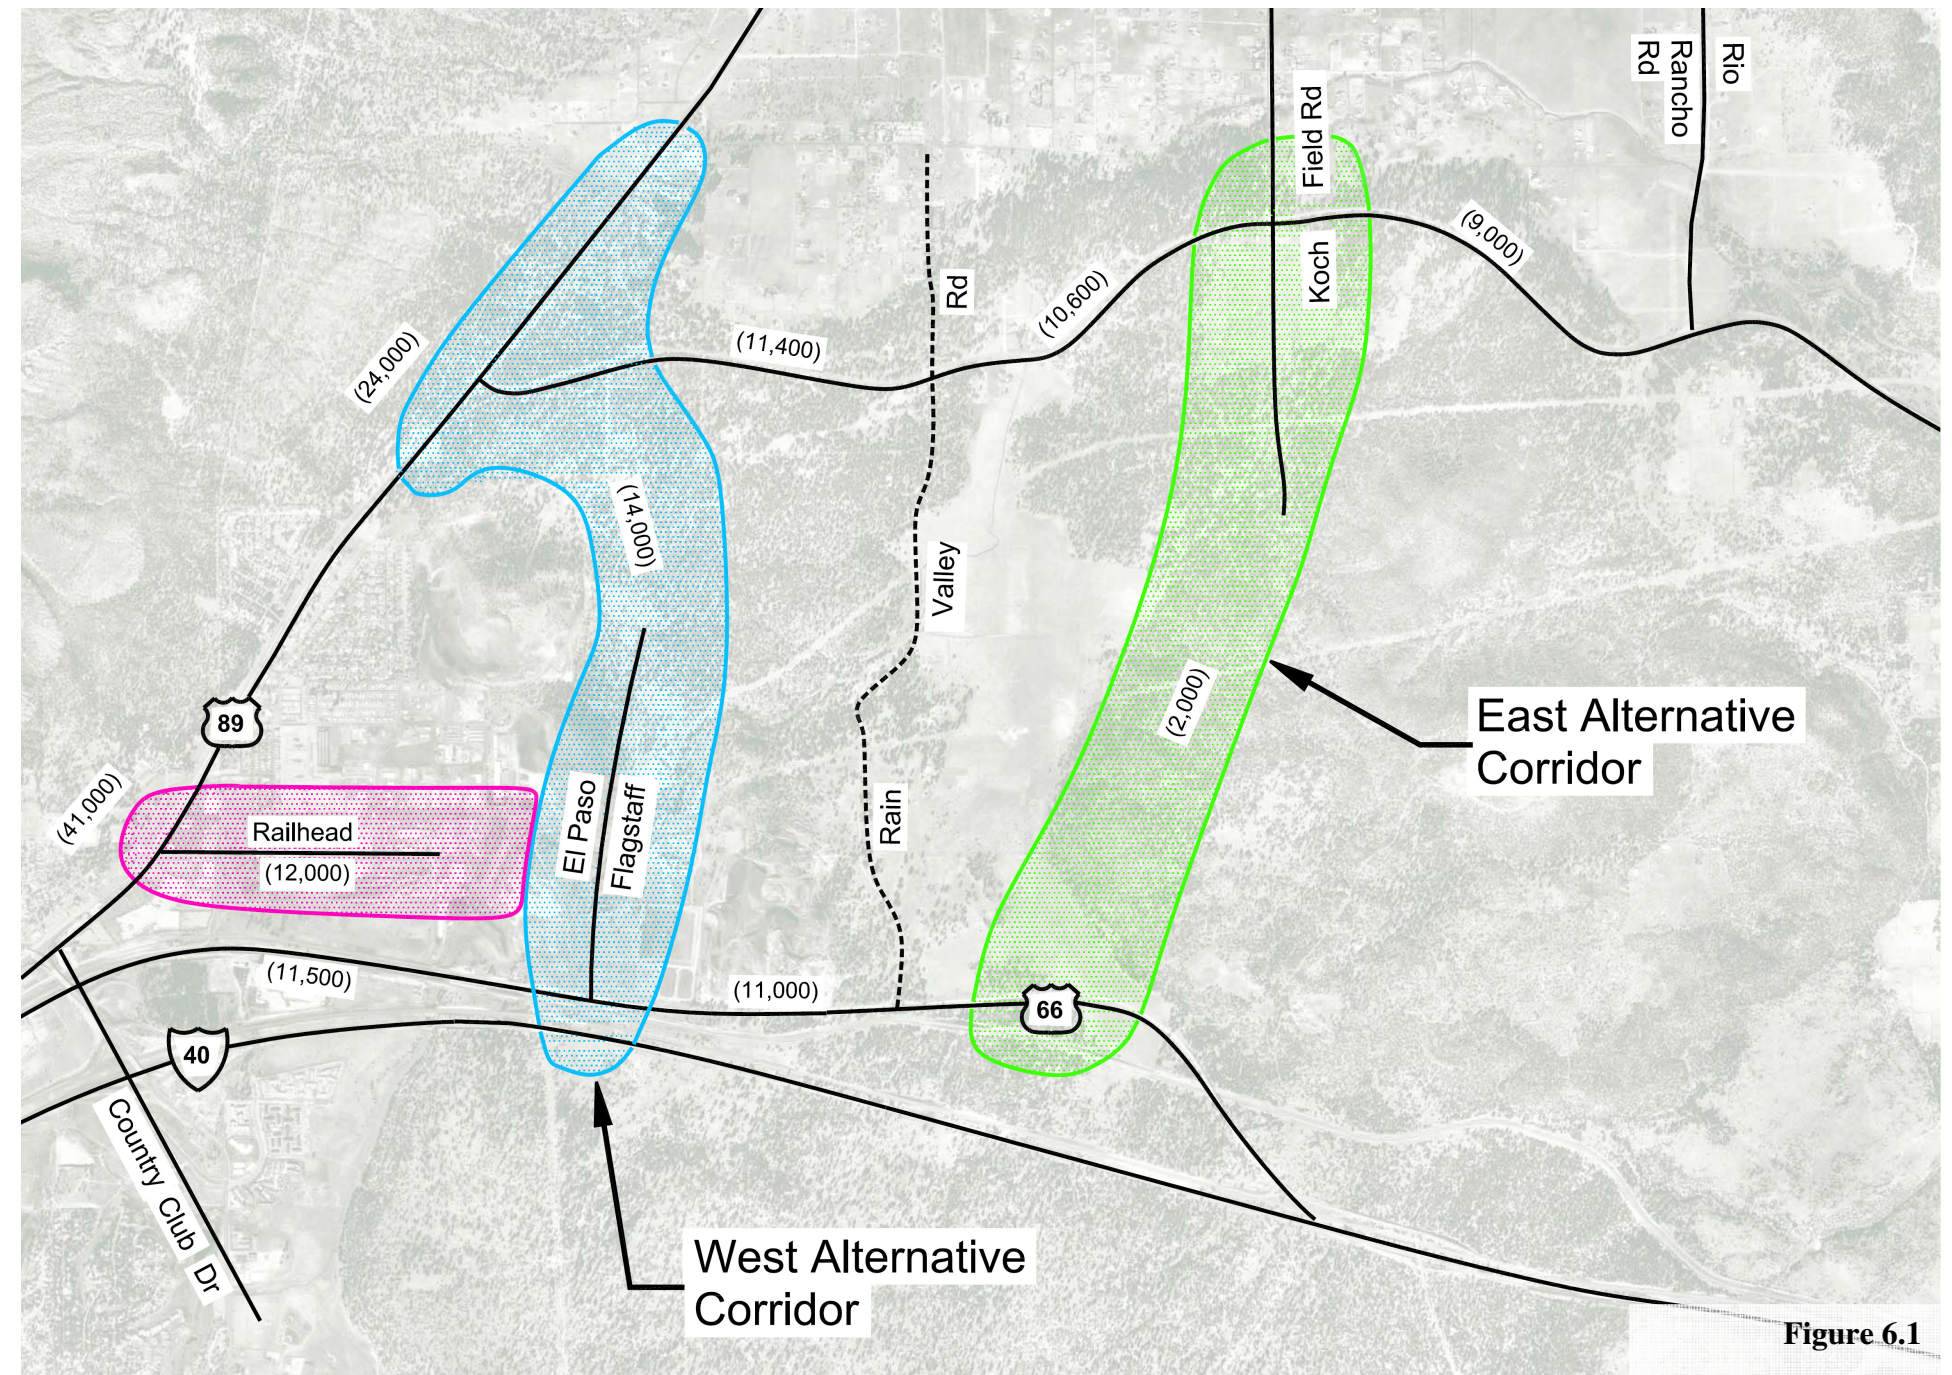 Rio
Rancho
Rd
Field Rd
Koch
(9,000)
(10,600)
Rd
(11,400)
(24,000)
(14,000)
Valley
(2,000)
East Alternative
Corridor
89
(41,000)
Railhead
(12,000)
El Paso
Flagstaff
Rain
(11,500)
(11,000)
66
40
Country Club Dr
West Alternative
Corridor
Figure 6.1